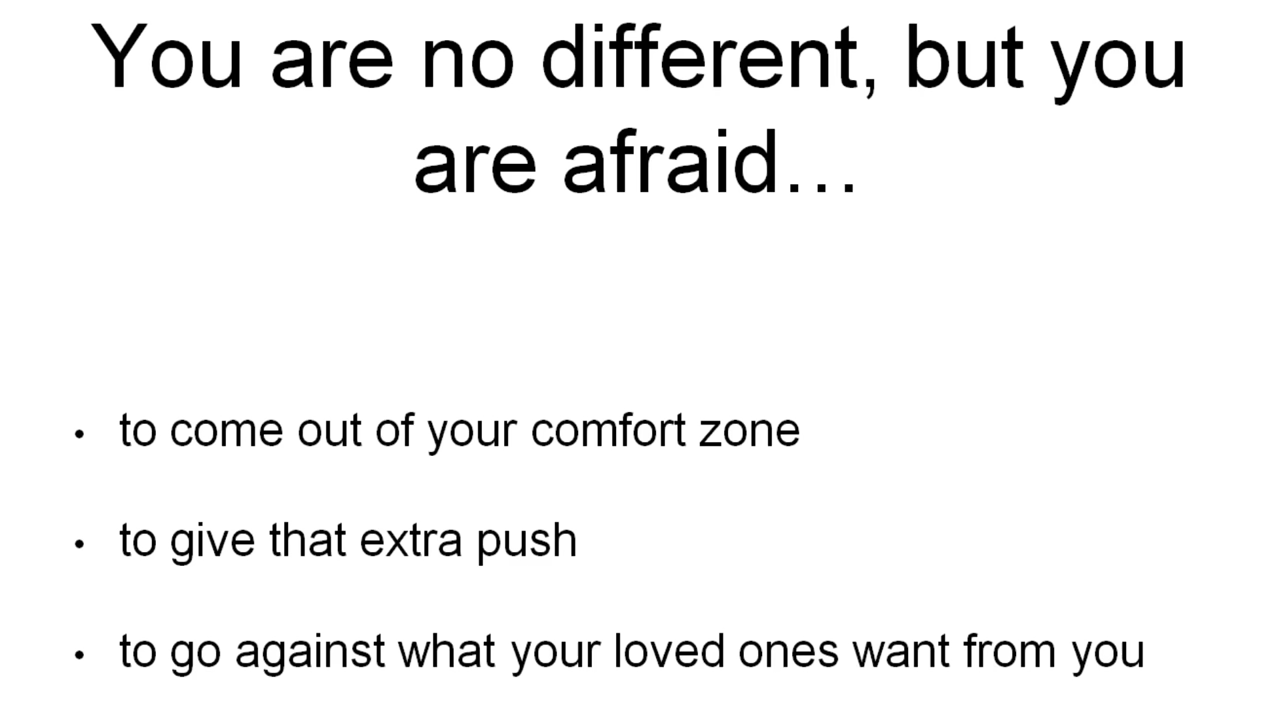 You are no different, but you
are afraid…
• to come out of your comfort zone
• to give that extra push
• to go against what your loved ones want from you